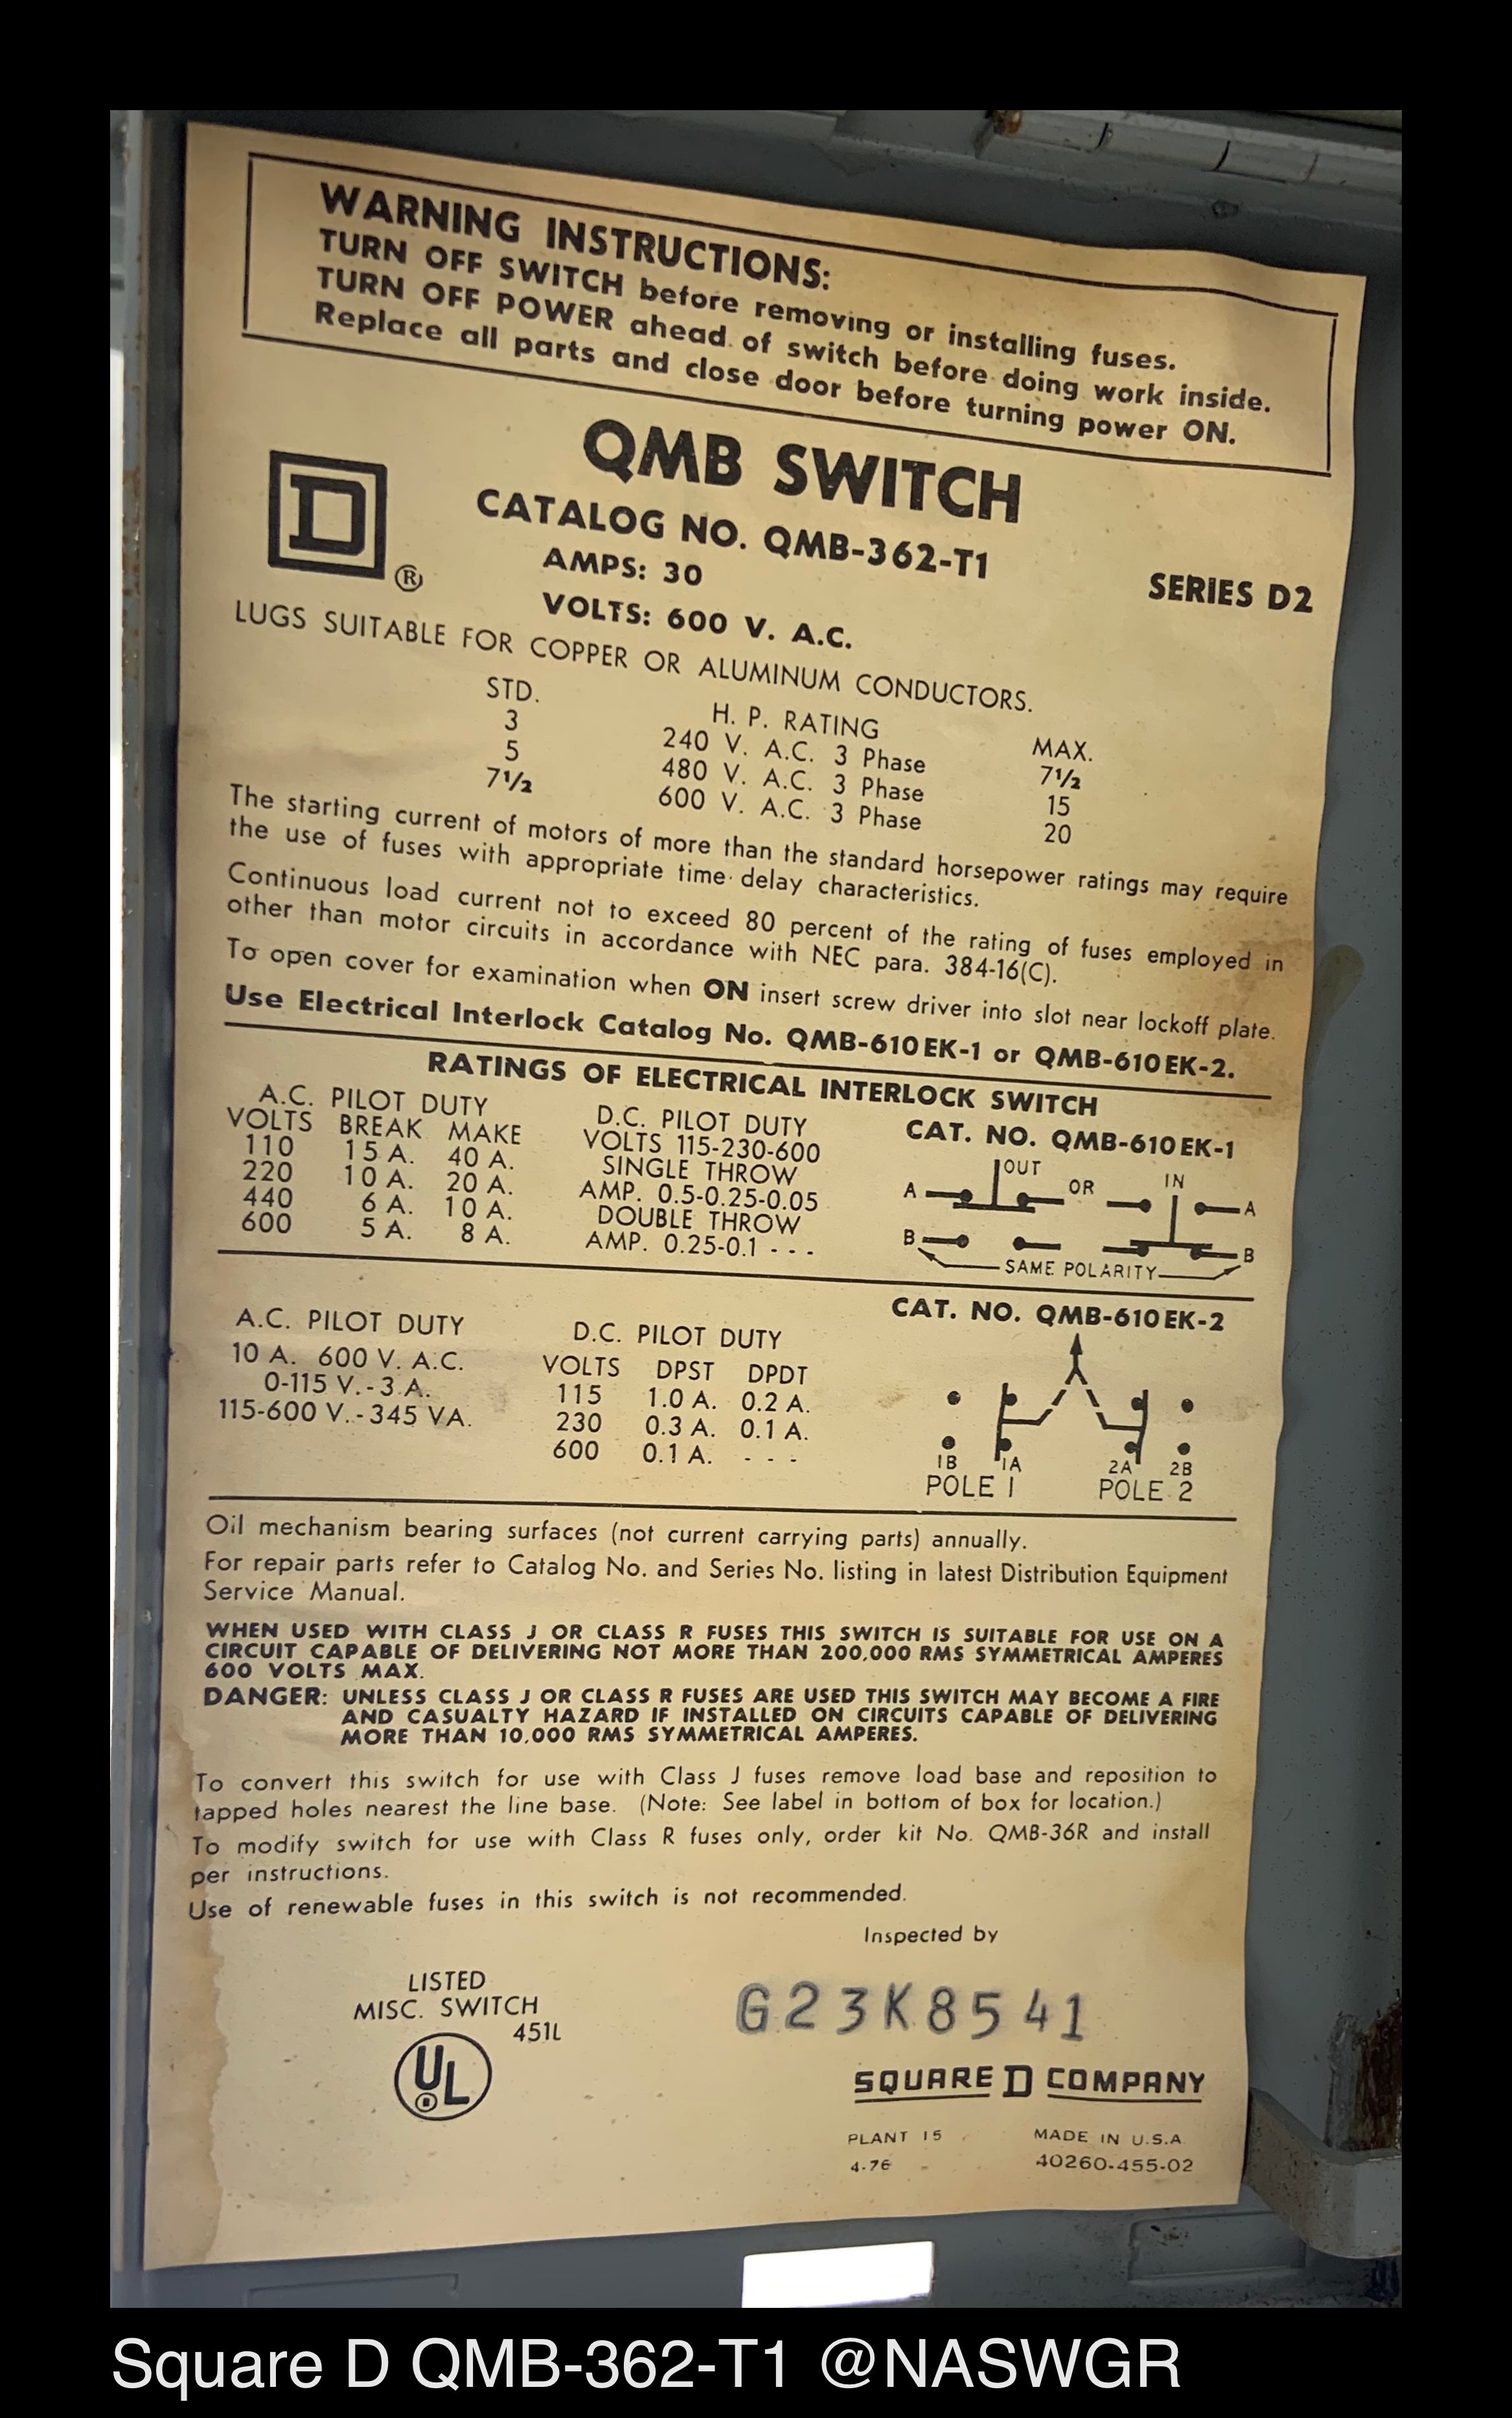 WARNING INSTRUCTIONS:
TURN OFF SWITCH before removing or installing fuses.
TURN OFF POWER ahead of switch before doing work inside.
Replace all parts and close door before turning power ON.
QMB SWITCH
CATALOG NO. QMB-362-T1
D ®
AMPS: 30
SERIES D2
VOLTS: 600 V. A.C.
LUGS SUITABLE FOR COPPER OR ALUMINUM CONDUCTORS.
STD. H. P. RATING MAX.
3 240 V. A.C. 3 Phase 7½
5 480 V. A.C. 3 Phase 15
7½ 600 V. A.C. 3 Phase 20
The starting current of motors of more than the standard horsepower ratings may require
the use of fuses with appropriate time delay characteristics.
Continuous load current not to exceed 80 percent of the rating of fuses employed in
other than motor circuits in accordance with NEC para. 384-16(C).
To open cover for examination when ON insert screw driver into slot near lockoff plate.
Use Electrical Interlock Catalog No. QMB-610EK-1 or QMB-610EK-2.
RATINGS OF ELECTRICAL INTERLOCK SWITCH
A.C. PILOT DUTY
VOLTS BREAK MAKE
110 15 A. 40 A.
220 10 A. 20 A.
440 6 A. 10 A.
600 5 A. 8 A.
D.C. PILOT DUTY
VOLTS 115-230-600
SINGLE THROW
AMP. 0.5-0.25-0.05
DOUBLE THROW
AMP. 0.25-0.1 - - -
CAT. NO. QMB-610EK-1
OUT IN
A OR A
B B
SAME POLARITY
A.C. PILOT DUTY
10 A. 600 V. A.C.
0-115 V.-3 A.
115-600 V.-345 VA.
D.C. PILOT DUTY
VOLTS DPST DPDT
115 1.0 A. 0.2 A.
230 0.3 A. 0.1 A.
600 0.1 A. - - -
CAT. NO. QMB-610EK-2
1B 1A 2A 2B
POLE 1 POLE 2
Oil mechanism bearing surfaces (not current carrying parts) annually.
For repair parts refer to Catalog No. and Series No. listing in latest Distribution Equipment
Service Manual.
WHEN USED WITH CLASS J OR CLASS R FUSES THIS SWITCH IS SUITABLE FOR USE ON A
CIRCUIT CAPABLE OF DELIVERING NOT MORE THAN 200,000 RMS SYMMETRICAL AMPERES
600 VOLTS MAX.
DANGER: UNLESS CLASS J OR CLASS R FUSES ARE USED THIS SWITCH MAY BECOME A FIRE
AND CASUALTY HAZARD IF INSTALLED ON CIRCUITS CAPABLE OF DELIVERING
MORE THAN 10,000 RMS SYMMETRICAL AMPERES.
To convert this switch for use with Class J fuses remove load base and reposition to
tapped holes nearest the line base. (Note: See label in bottom of box for location.)
To modify switch for use with Class R fuses only, order kit No. QMB-36R and install
per instructions.
Use of renewable fuses in this switch is not recommended.
Inspected by
LISTED
MISC. SWITCH
451L
UL ®
G23K8541
SQUARE D COMPANY
PLANT 15 MADE IN U.S.A
4-76 40260-455-02
Square D QMB-362-T1 @NASWGR